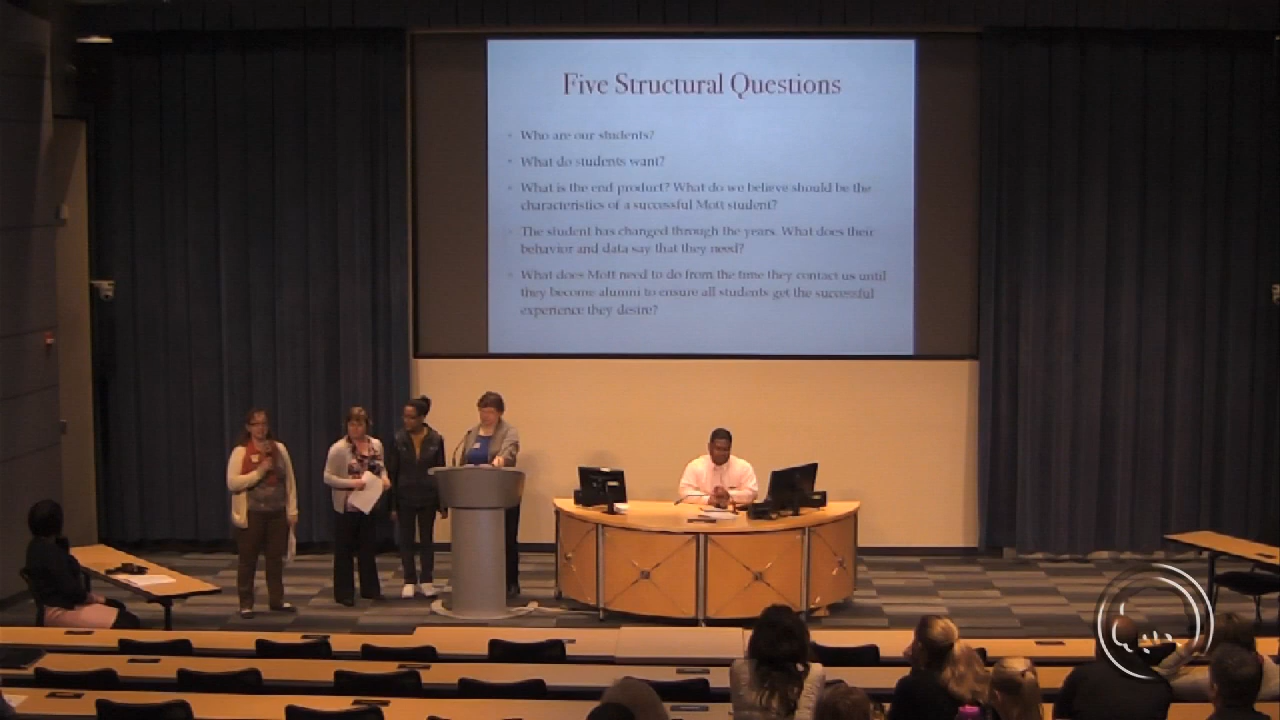 Five Structural Questions
Who are our students?
What do students want?
What is the end product? What do we believe should be the
characteristics of a successful Mott student?
The student has changed through the years. What does their
behavior and data say that they need?
What does Mott need to do from the time they contact us until
they become alumni to ensure all students get the successful
experience they desire?